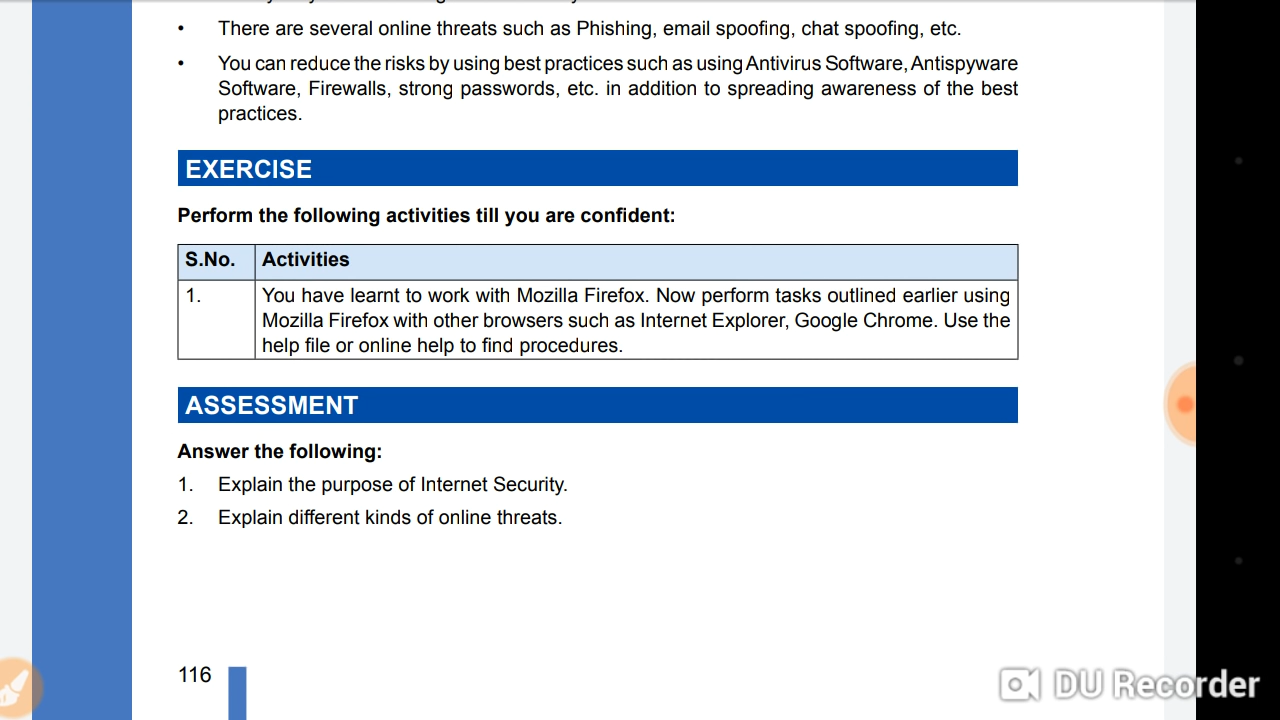 • There are several online threats such as Phishing, email spoofing, chat spoofing, etc.
• You can reduce the risks by using best practices such as using Antivirus Software, Antispyware
Software, Firewalls, strong passwords, etc. in addition to spreading awareness of the best
practices.
EXERCISE
Perform the following activities till you are confident:
S.No. Activities
1. You have learnt to work with Mozilla Firefox. Now perform tasks outlined earlier using
Mozilla Firefox with other browsers such as Internet Explorer, Google Chrome. Use the
help file or online help to find procedures.
ASSESSMENT
Answer the following:
1. Explain the purpose of Internet Security.
2. Explain different kinds of online threats.
116
DU Recorder